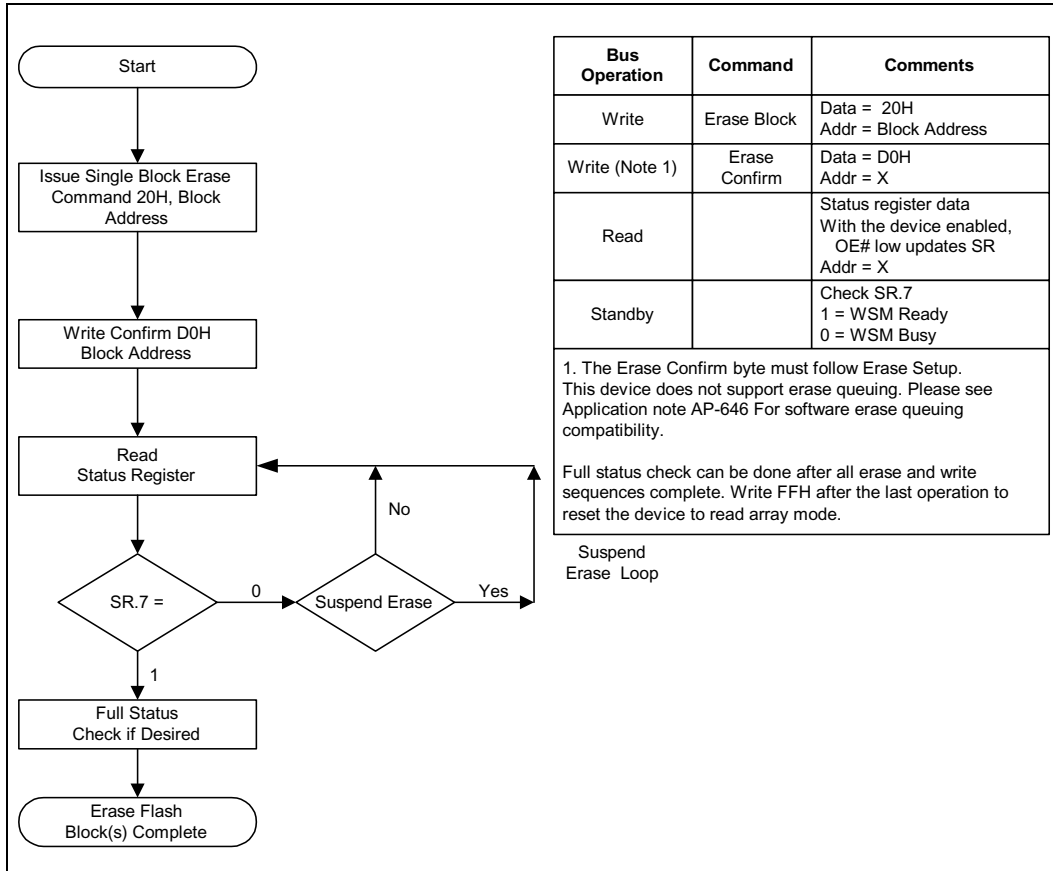 Start
Issue Single Block Erase
Command 20H, Block
Address
Write Confirm D0H
Block Address
Read
Status Register
No
SR.7 =
0
Suspend Erase
Yes
1
Full Status
Check if Desired
Erase Flash
Block(s) Complete
Bus
Operation
Command
Comments
Write
Erase Block
Data = 20H
Addr = Block Address
Write (Note 1)
Erase
Confirm
Data = D0H
Addr = X
Read
Status register data
With the device enabled,
OE# low updates SR
Addr = X
Standby
Check SR.7
1 = WSM Ready
0 = WSM Busy
1. The Erase Confirm byte must follow Erase Setup.
This device does not support erase queuing. Please see
Application note AP-646 For software erase queuing
compatibility.
Full status check can be done after all erase and write
sequences complete. Write FFH after the last operation to
reset the device to read array mode.
Suspend
Erase Loop